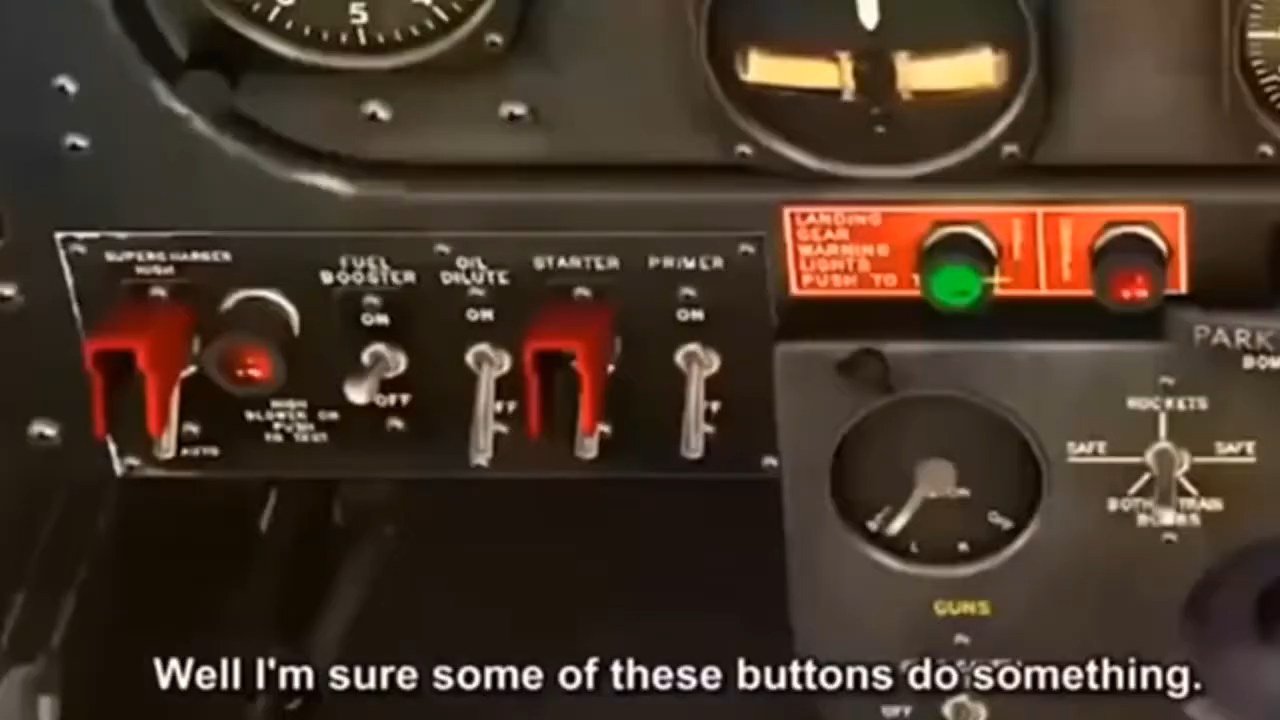 5
SUPERCHARGER
HIGH
FUEL
BOOSTER
ON
OFF
OIL
DILUTE
ON
STARTER
PRIMER
ON
HIGH
BLOWER ON
PUSH
TO TEST
AUTO
LANDING
GEAR
WARNING
LIGHTS
PUSH TO T
PARK
ROCKETS
SAFE
SAFE
BOTH
TRAIN
BOMBS
L
R
OFF
GUNS
OFF
Well I'm sure some of these buttons do something.